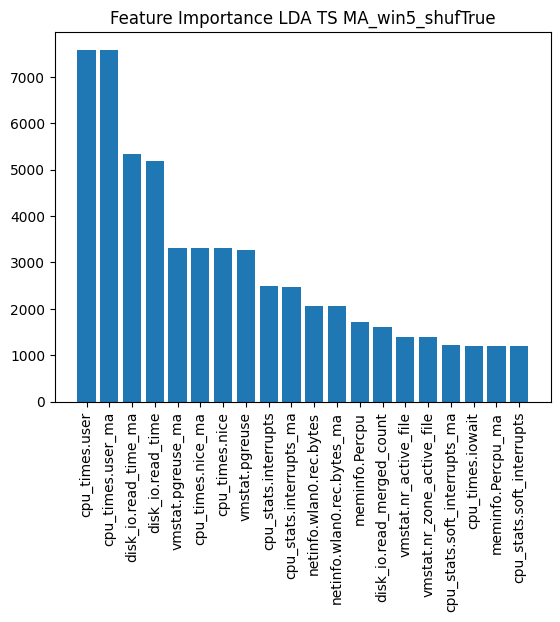 Feature Importance LDA TS MA_win5_shufTrue
7000
6000
5000
4000
3000
2000
1000
0
cpu_times.user
cpu_times.user_ma
disk_io.read_time_ma
disk_io.read_time
vmstat.pgreuse_ma
cpu_times.nice_ma
cpu_times.nice
vmstat.pgreuse
cpu_stats.interrupts
cpu_stats.interrupts_ma
netinfo.wlan0.rec.bytes
netinfo.wlan0.rec.bytes_ma
meminfo.Percpu
disk_io.read_merged_count
vmstat.nr_active_file
vmstat.nr_zone_active_file
cpu_stats.soft_interrupts_ma
cpu_times.iowait
meminfo.Percpu_ma
cpu_stats.soft_interrupts